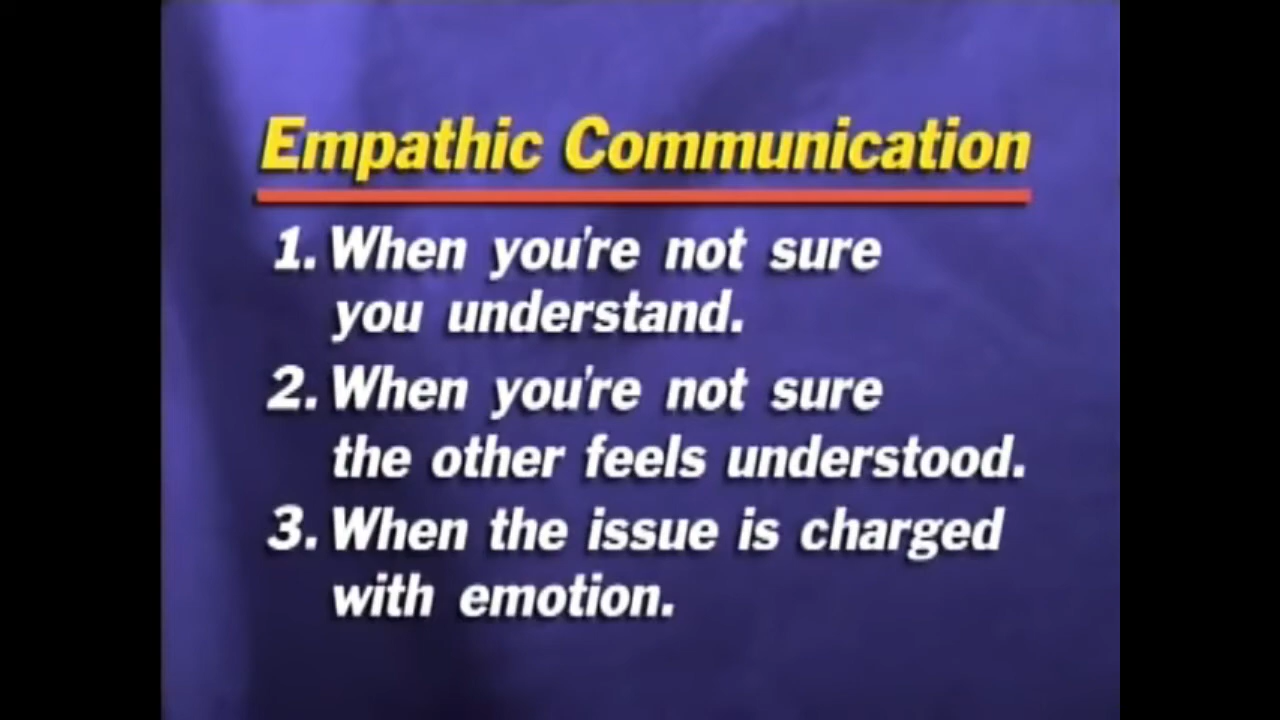 Empathic Communication
1. When you're not sure
you understand.
2. When you're not sure
the other feels understood.
3. When the issue is charged
with emotion.